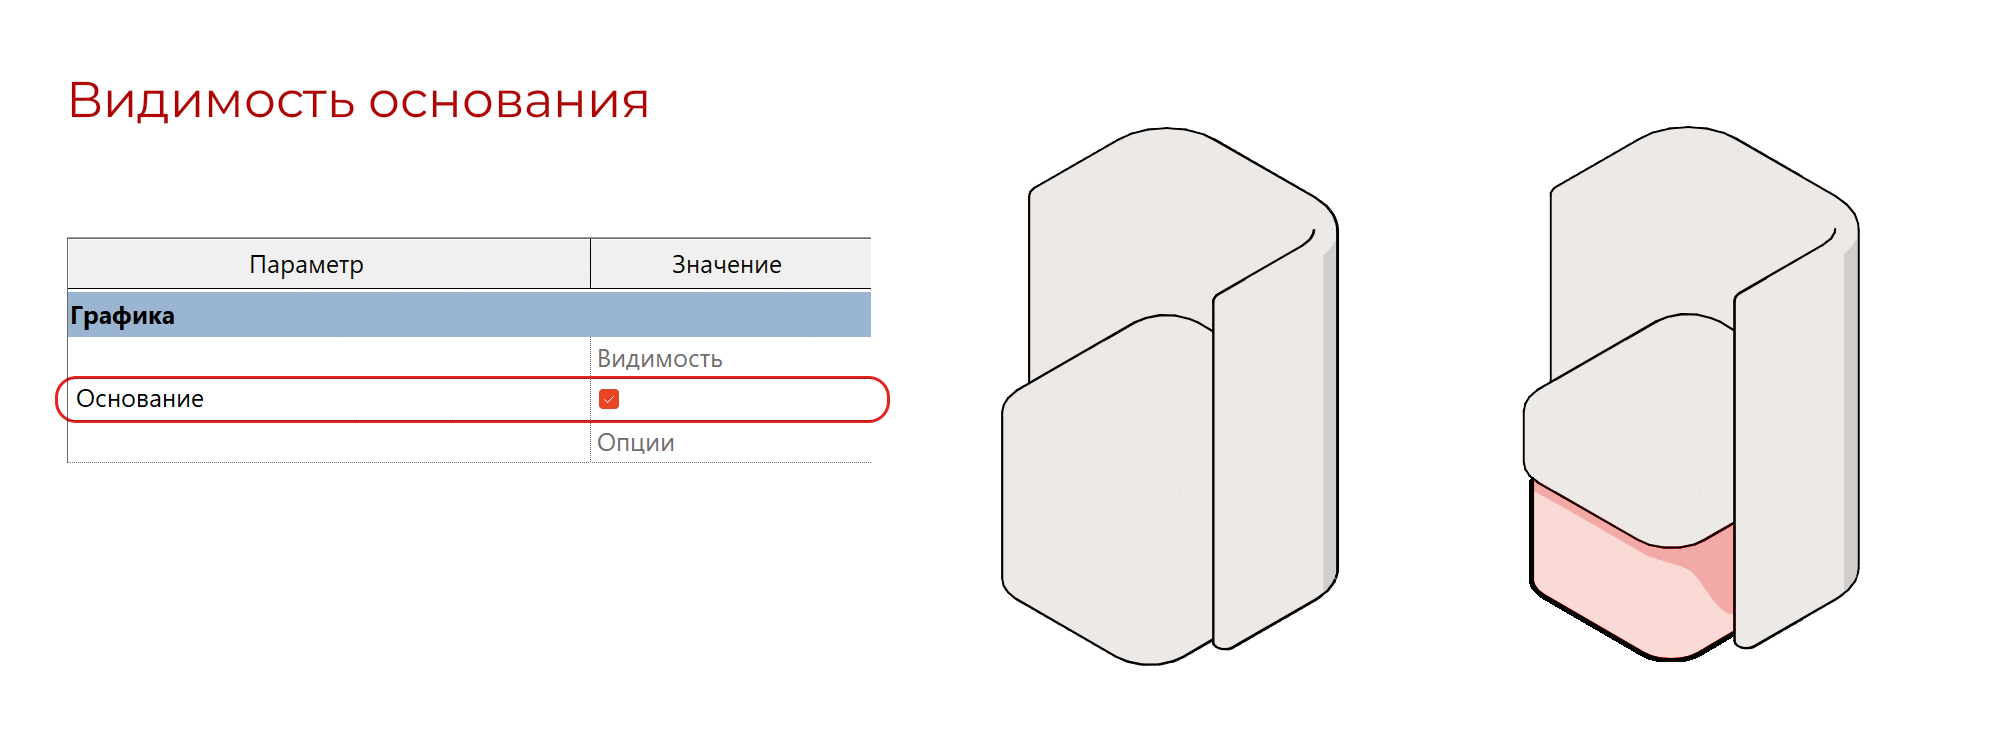 Видимость основания
Параметр Значение
Графика
Видимость
Основание
Опции